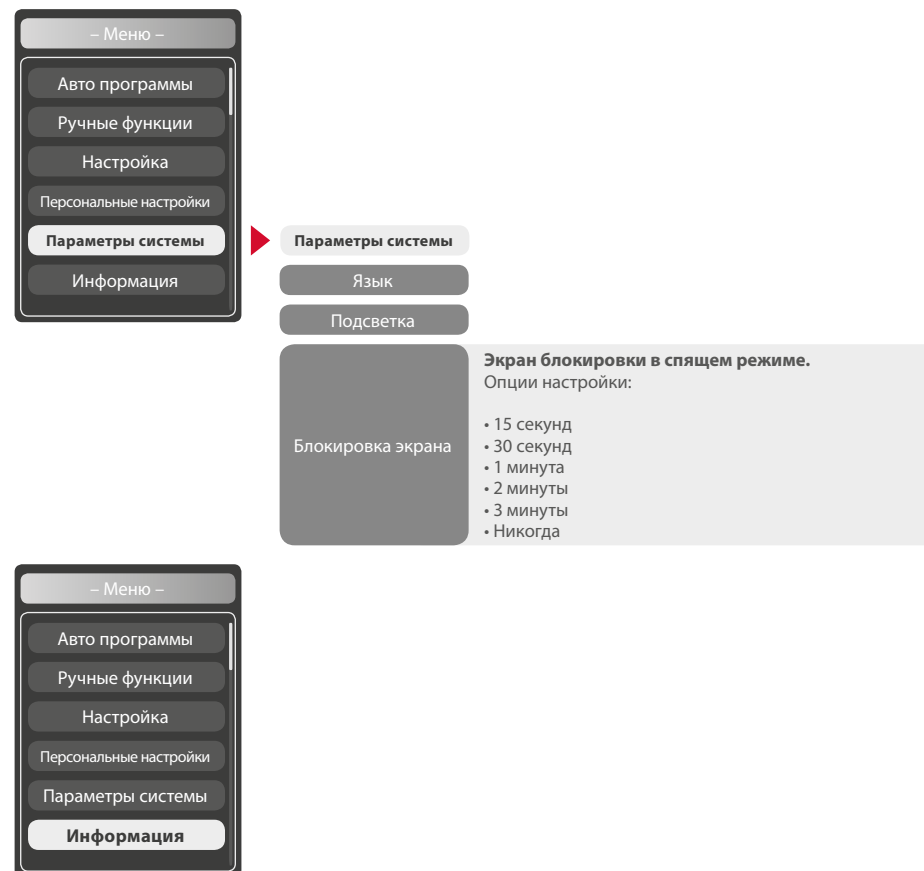 – Меню –
Авто программы
Ручные функции
Настройка
Персональные настройки
Параметры системы
Информация
Параметры системы
Язык
Подсветка
Блокировка экрана
Экран блокировки в спящем режиме.
Опции настройки:
• 15 секунд
• 30 секунд
• 1 минута
• 2 минуты
• 3 минуты
• Никогда
– Меню –
Авто программы
Ручные функции
Настройка
Персональные настройки
Параметры системы
Информация